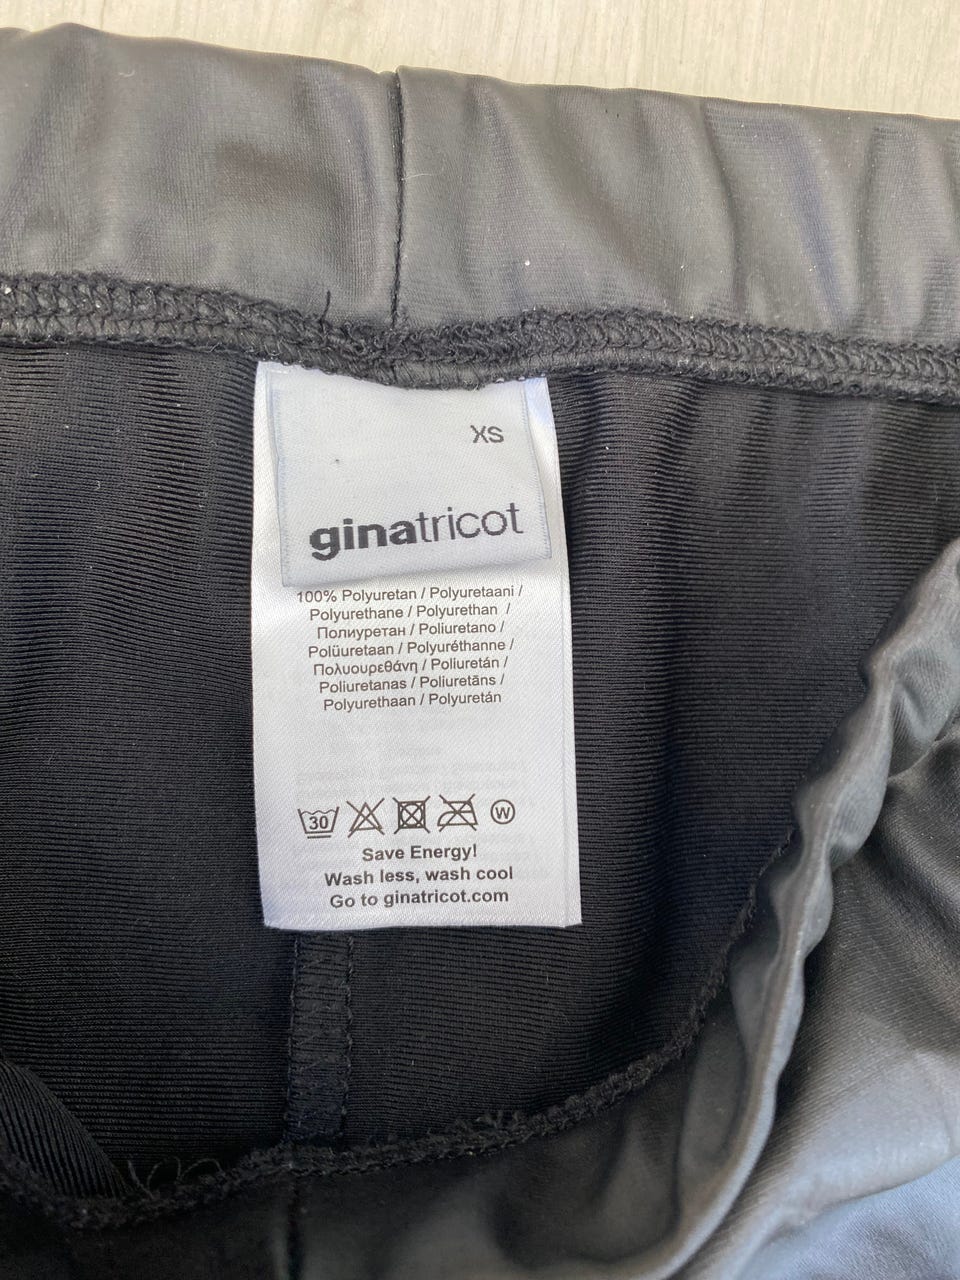 XS
ginatricot
100% Polyuretan / Polyuretaani /
Polyurethane / Polyurethan /
Полиуретан / Poliuretano /
Polüuretaan / Polyuréthanne /
Πολυουρεθάνη / Poliuretán /
Poliuretanas / Poliuretāns /
Polyurethaan / Polyuretán
30 W
Save Energy!
Wash less, wash cool
Go to ginatricot.com